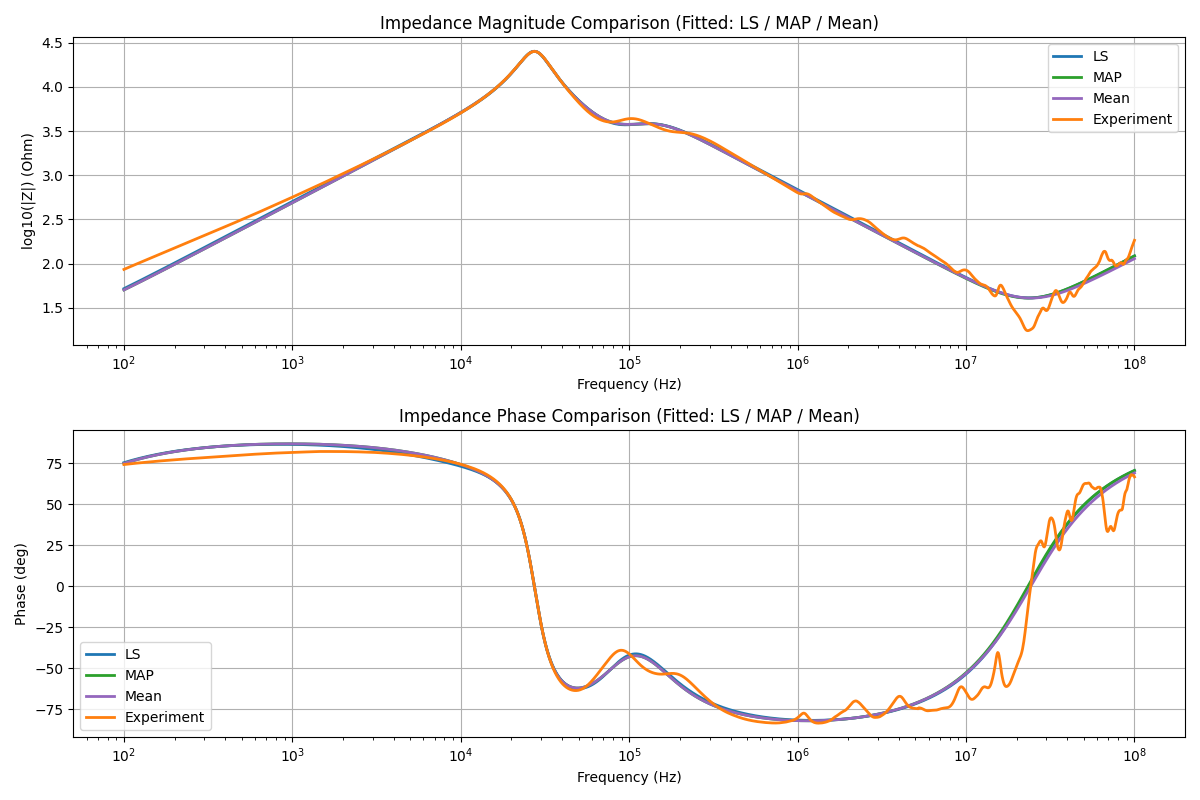 Impedance Magnitude Comparison (Fitted: LS / MAP / Mean)
log10(|Z|) (Ohm)
4.5
4.0
3.5
3.0
2.5
2.0
1.5
LS
MAP
Mean
Experiment
10² 10³ 10⁴ 10⁵ 10⁶ 10⁷ 10⁸
Frequency (Hz)
Impedance Phase Comparison (Fitted: LS / MAP / Mean)
Phase (deg)
75
50
25
0
−25
−50
−75
LS
MAP
Mean
Experiment
10² 10³ 10⁴ 10⁵ 10⁶ 10⁷ 10⁸
Frequency (Hz)